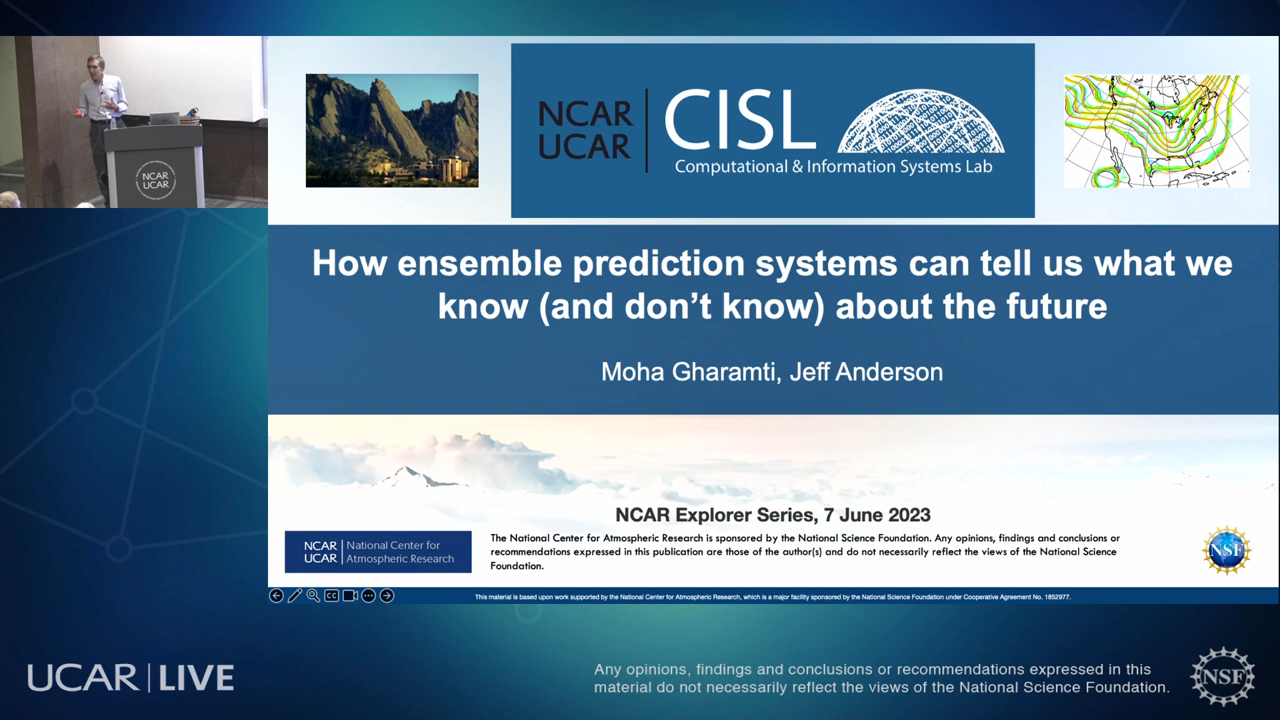 NCAR
UCAR
NCAR
UCAR
CISL
Computational & Information Systems Lab
How ensemble prediction systems can tell us what we
know (and don't know) about the future
Moha Gharamti, Jeff Anderson
NCAR Explorer Series, 7 June 2023
NCAR
UCAR
National Center for
Atmospheric Research
The National Center for Atmospheric Research is sponsored by the National Science Foundation. Any opinions, findings and conclusions or
recommendations expressed in this publication are those of the author(s) and do not necessarily reflect the views of the National Science
Foundation.
NSF
CC
This material is based upon work supported by the National Center for Atmospheric Research, which is a major facility sponsored by the National Science Foundation under Cooperative Agreement No. 1852977.
UCAR | LIVE
Any opinions, findings and conclusions or recommendations expressed in this
material do not necessarily reflect the views of the National Science Foundation.
NSF